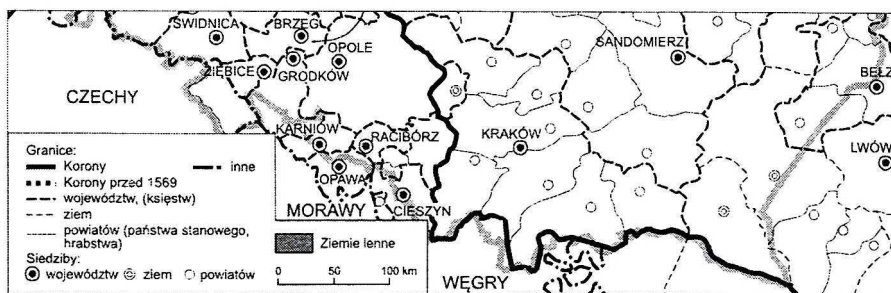 ŚWIDNICA
BRZEG
OPOLE
ZIĘBICE
GRODKÓW
SANDOMIERZ
BEŁZ
CZECHY
KARNIÓW
RACIBÓRZ
KRAKÓW
LWÓW
OPAWA
CIESZYN
MORAWY
WĘGRY
Granice:
Korony
inne
Korony przed 1569
województw, (księstw)
ziem
powiatów (państwa stanowego,
hrabstwa)
Siedziby:
województw ziem powiatów
Ziemie lenne
0 50 100 km